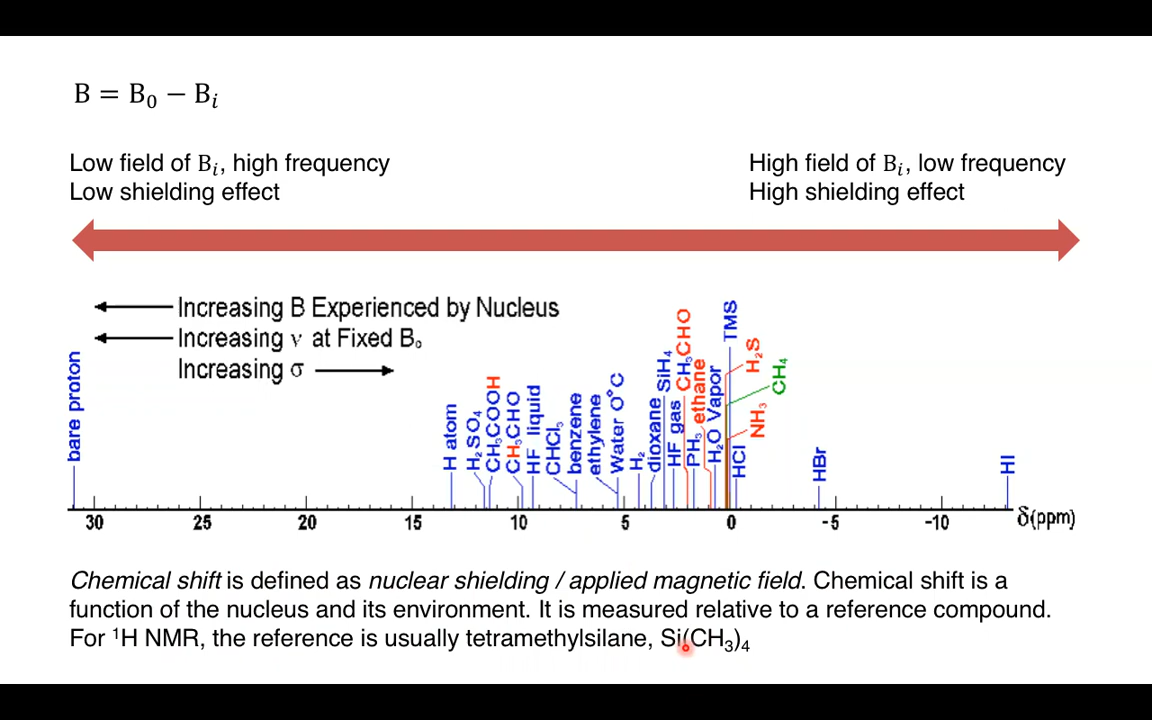 B = B₀ − Bᵢ
Low field of Bᵢ, high frequency
Low shielding effect
High field of Bᵢ, low frequency
High shielding effect
Increasing B Experienced by Nucleus
Increasing ν at Fixed B₀
Increasing σ
bare proton
H atom
H₂SO₄
CH₃COOH
CH₃CHO
HF liquid
CHCl₃
benzene
ethylene
Water 0°C
H₂
dioxane
SiH₄
HF gas
CH₃CHO
PH₃
ethane
H₂O Vapor
TMS
HCl
H₂S
NH₃
CH₄
HBr
HI
30 25 20 15 10 5 0 -5 -10 δ(ppm)
Chemical shift is defined as nuclear shielding / applied magnetic field. Chemical shift is a
function of the nucleus and its environment. It is measured relative to a reference compound.
For ¹H NMR, the reference is usually tetramethylsilane, Si(CH₃)₄